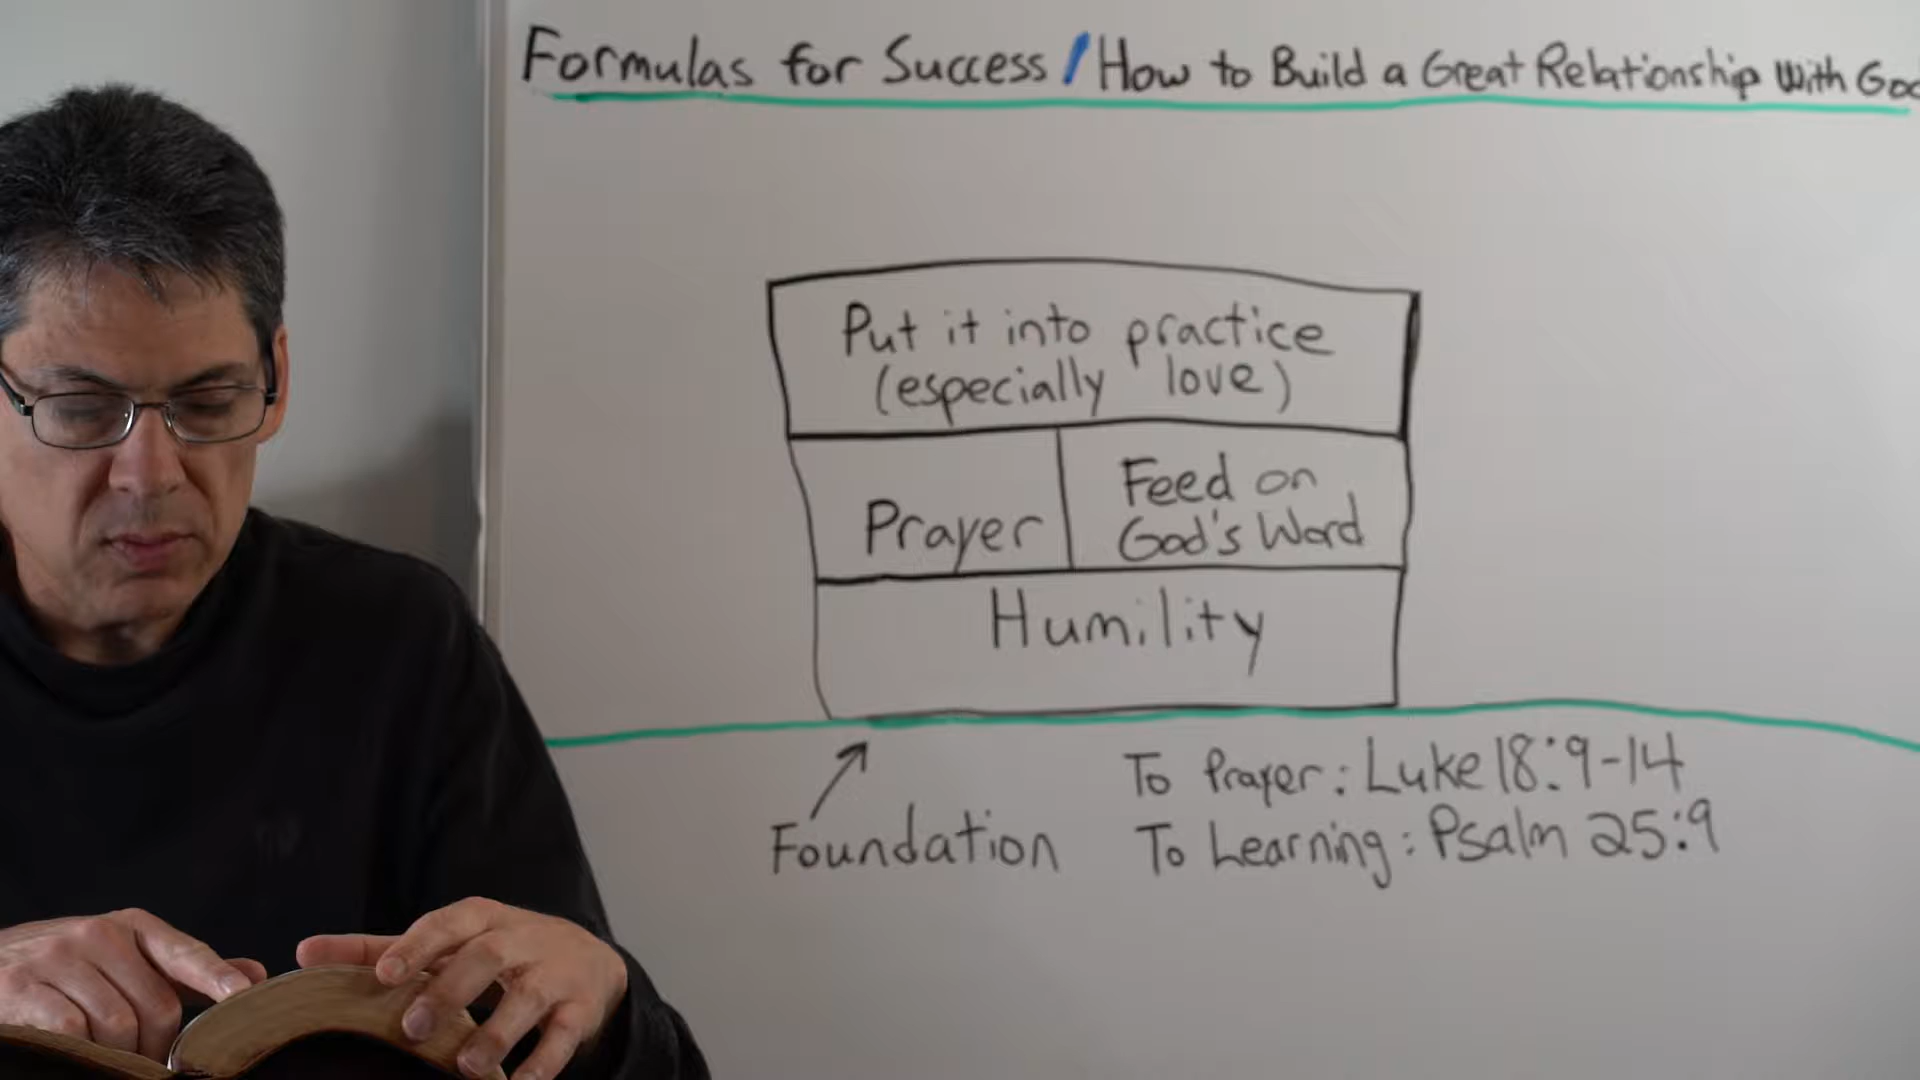 Formulas for Success / How to Build a Great Relationship With God
Put it into practice
(especially love)
Prayer
Feed on
God's Word
Humility
Foundation
To Prayer: Luke 18:9-14
To Learning: Psalm 25:9